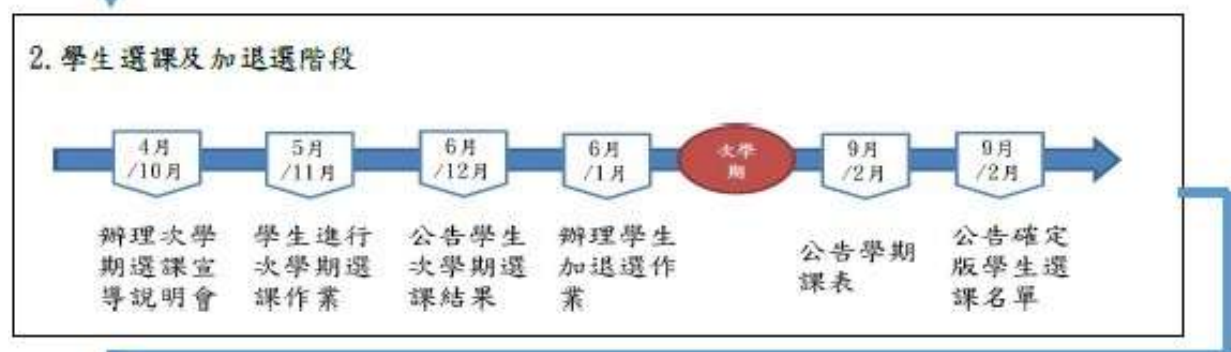 2. 學生選課及加退選階段
4月
/10月
5月
/11月
6月
/12月
6月
/1月
次學
期
9月
/2月
9月
/2月
辦理次學
期選課宣
導說明會
學生進行
次學期選
課作業
公告學生
次學期選
課結果
辦理學生
加退選作
業
公告學期
課表
公告確定
版學生選
課名單